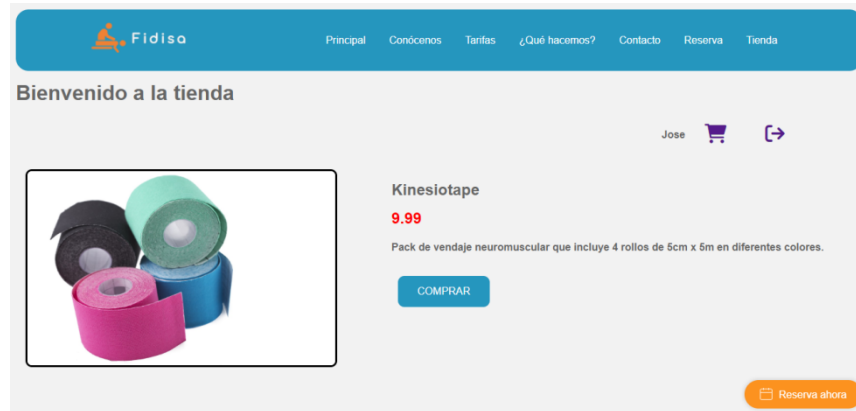 Fidisa
Principal Conócenos Tarifas ¿Qué hacemos? Contacto Reserva Tienda
Bienvenido a la tienda
Jose
Kinesiotape
9.99
Pack de vendaje neuromuscular que incluye 4 rollos de 5cm x 5m en diferentes colores.
COMPRAR
Reserva ahora